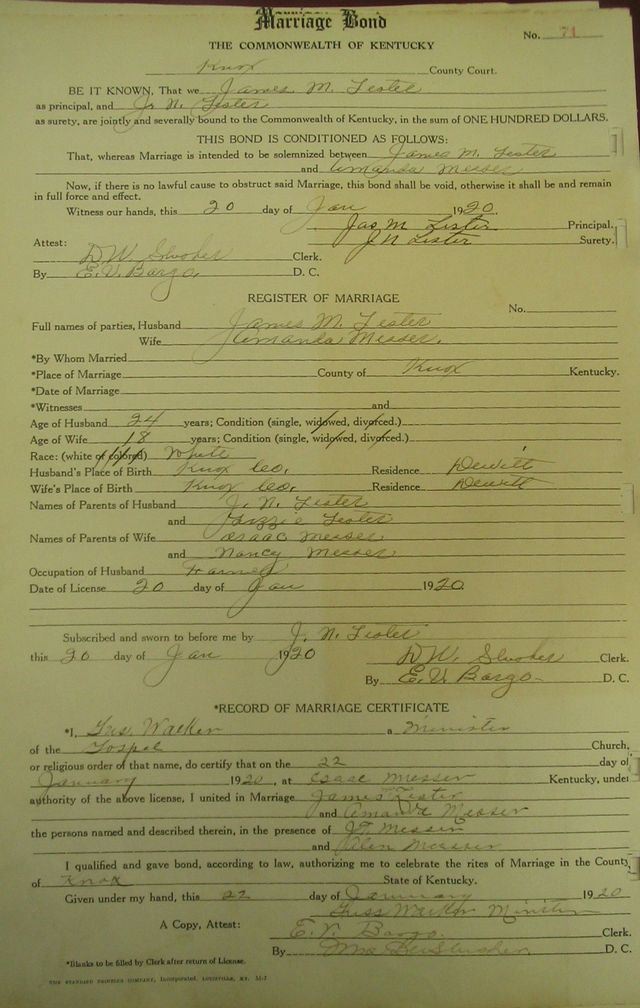 Marriage Bond
No. 71
THE COMMONWEALTH OF KENTUCKY
Knox County Court.
BE IT KNOWN, That we James M. Lester
as principal, and J. N. Lester
as surety, are jointly and severally bound to the Commonwealth of Kentucky, in the sum of ONE HUNDRED DOLLARS.
THIS BOND IS CONDITIONED AS FOLLOWS:
That, whereas Marriage is intended to be solemnized between James M. Lester
and Amanda Messer
Now, if there is no lawful cause to obstruct said Marriage, this bond shall be void, otherwise it shall be and remain
in full force and effect.
Witness our hands, this 20 day of Jan 1920.
Jas M Lester Principal.
J N Lester Surety.
Attest:
D W Slusher Clerk.
By E. V. Bargo D. C.
REGISTER OF MARRIAGE
No.
Full names of parties, Husband James M. Lester
Wife Amanda Messer.
*By Whom Married
*Place of Marriage County of Knox Kentucky.
*Date of Marriage
*Witnesses and
Age of Husband 24 years; Condition (single, widowed, divorced.)
Age of Wife 18 years; Condition (single, widowed, divorced.)
Race: (white or colored) White
Husband's Place of Birth Knox Co, Residence Dewitt
Wife's Place of Birth Knox Co, Residence Dewitt
Names of Parents of Husband J. N. Lester
and Lizzie Lester
Names of Parents of Wife Isaac Messer
and Nancy Messer
Occupation of Husband Farmer
Date of License 20 day of Jan 1920.
Subscribed and sworn to before me by J. N. Lester
this 20 day of Jan 1920 D W. Slusher Clerk.
By E. V. Bargo D. C.
*RECORD OF MARRIAGE CERTIFICATE
*I, Walker a Minister
of the Gospel Church,
or religious order of that name, do certify that on the 22 day of
January 1920, at Isaac Messer Kentucky, under
authority of the above license, I united in Marriage James Lester
and Amanda Messer
the persons named and described therein, in the presence of Messer
and Messer
I qualified and gave bond, according to law, authorizing me to celebrate the rites of Marriage in the County
of Knox State of Kentucky.
Given under my hand, this 22 day of January 1920
Walker Minister
A Copy, Attest: E. V. Bargo Clerk.
By Slusher D. C.
*Blanks to be filled by Clerk after return of License.
THE STANDARD PRINTING COMPANY, Incorporated, LOUISVILLE, KY.